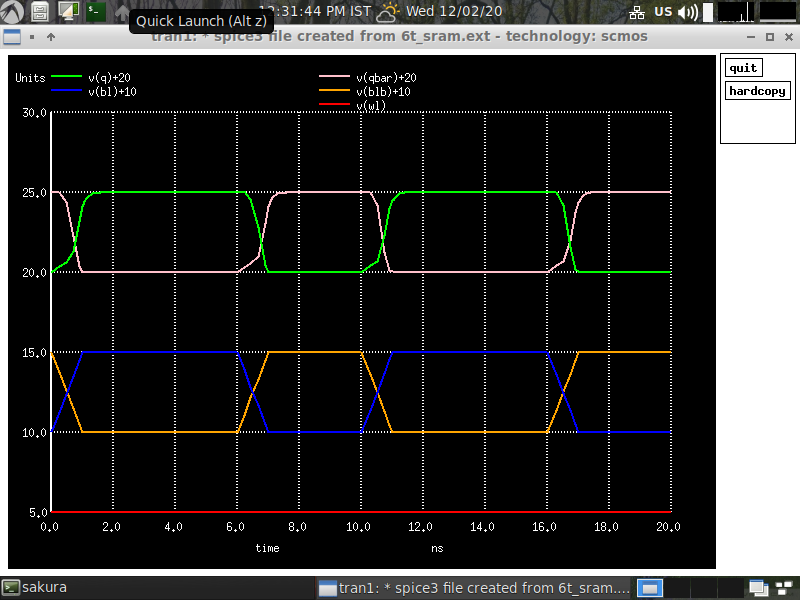 12:31:44 PM IST Wed 12/02/20 US
Quick Launch (Alt z)
tran1: * spice3 file created from 6t_sram.ext - technology: scmos
quit
hardcopy
Units v(q)+20 v(qbar)+20
v(bl)+10 v(blb)+10
v(wl)
30.0
25.0
20.0
15.0
10.0
5.0
0.0 2.0 4.0 6.0 8.0 10.0 12.0 14.0 16.0 18.0 20.0
time ns
sakura tran1: * spice3 file created from 6t_sram....